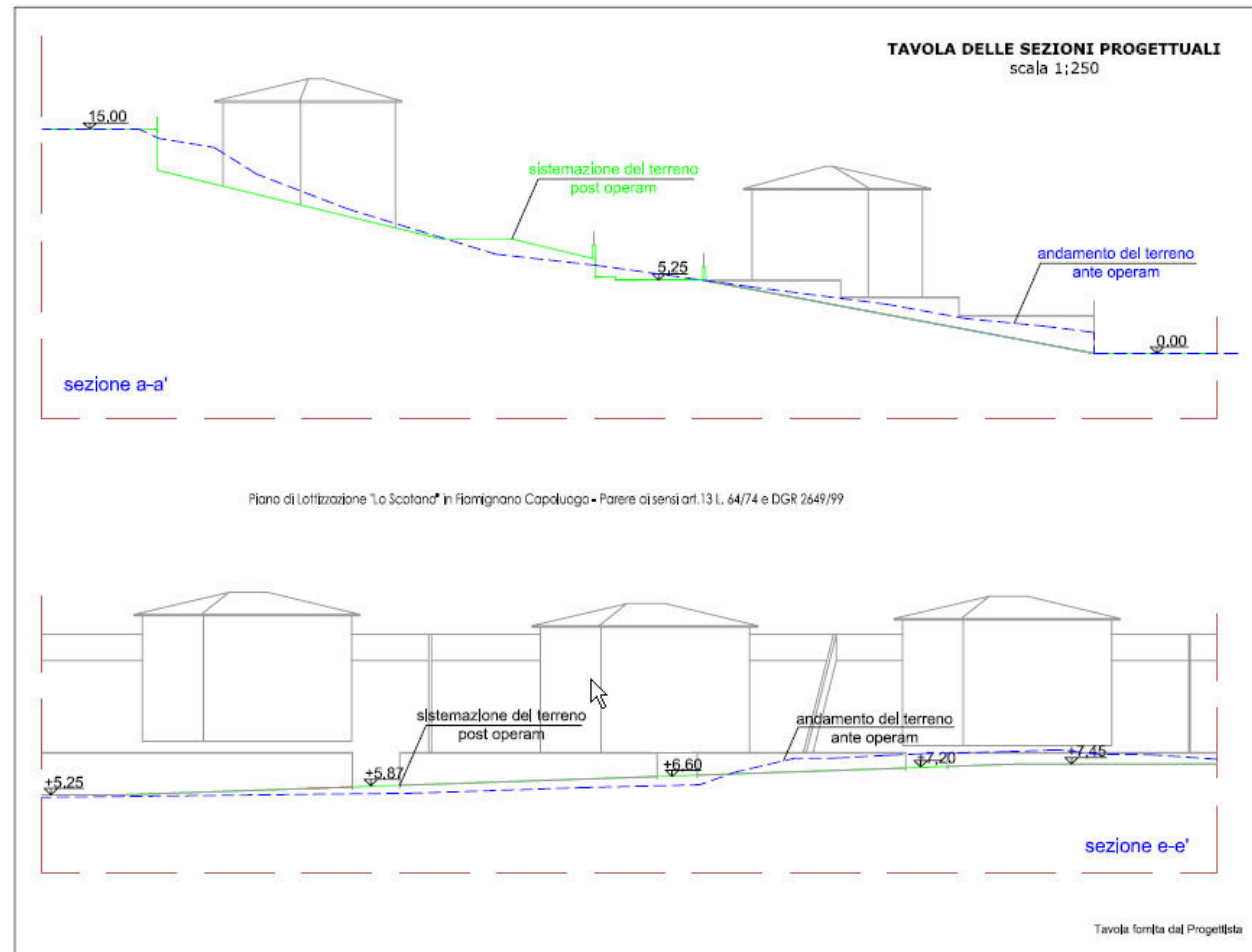 TAVOLA DELLE SEZIONI PROGETTUALI
scala 1:250
15,00
sistemazione del terreno
post operam
5,25
andamento del terreno
ante operam
0,00
sezione a-a'
Piano di Lottizzazione "Lo Scotano" in Fiamignano Capoluogo - Parere ai sensi art.13 L. 64/74 e DGR 2649/99
sistemazione del terreno
post operam
andamento del terreno
ante operam
+5,25
+5,87
+6,60
+7,20
+7,45
sezione e-e'
Tavola fornita dal Progettista